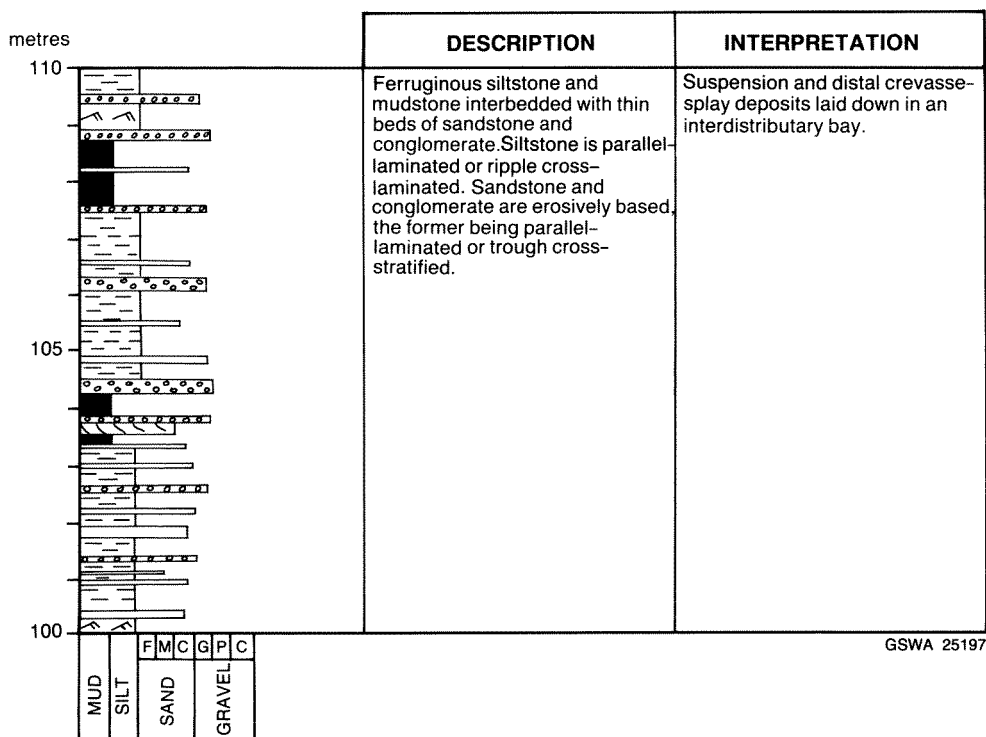 metres
DESCRIPTION
INTERPRETATION
110
Ferruginous siltstone and
mudstone interbedded with thin
beds of sandstone and
conglomerate.Siltstone is parallel-
laminated or ripple cross-
laminated. Sandstone and
conglomerate are erosively based,
the former being parallel-
laminated or trough cross-
stratified.
Suspension and distal crevasse-
splay deposits laid down in an
interdistributary bay.
105
100
F M C G P C
MUD
SILT
SAND
GRAVEL
GSWA 25197